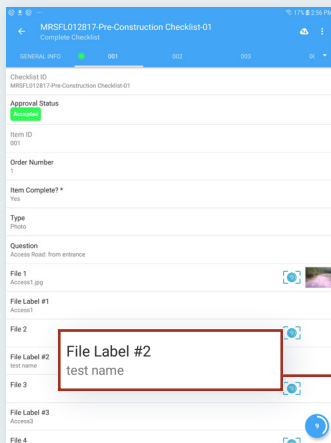 17% 2:56 PM
MRSFL012817-Pre-Construction Checklist-01
Complete Checklist
GENERAL INFO
001
002
003
Checklist ID
MRSFL012817-Pre-Construction Checklist-01
Approval Status
Accepted
Item ID
001
Order Number
1
Item Complete? *
Yes
Type
Photo
Question
Access Road: from entrance
File 1
Access1.jpg
File Label #1
Access1
File 2
File Label #2
test name
File Label #2
test name
File 3
File Label #3
Access3
File 4
9